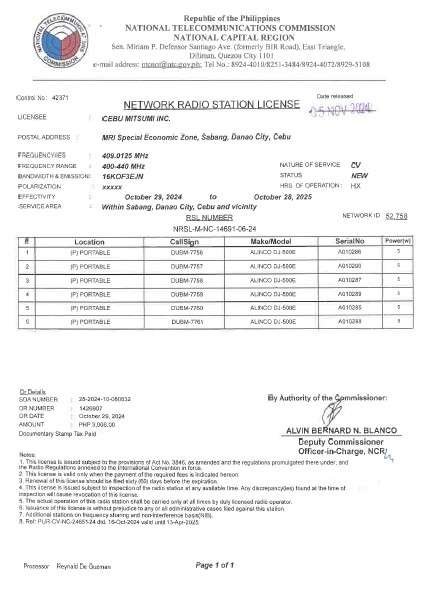 Republic of the Philippines
NATIONAL TELECOMMUNICATIONS COMMISSION
NATIONAL CAPITAL REGION
Sen. Miriam P. Defensor Santiago Ave. (formerly BIR Road), East Triangle,
Diliman, Quezon City 1101
e-mail address: ntcncr@ntc.gov.ph; Tel No.: 8924-4010/8251-3484/8924-4072/8929-5108
Control No: 42371
Date released
NETWORK RADIO STATION LICENSE
05 NOV 2024
LICENSEE : CEBU MITSUMI INC.
POSTAL ADDRESS : MRI Special Economic Zone, Sabang, Danao City, Cebu
FREQUENCY/IES : 409.0125 MHz
FREQUENCY RANGE : 400-440 MHz NATURE OF SERVICE : CV
BANDWIDTH & EMISSION: 16KOF3EJN STATUS : NEW
POLARIZATION : xxxxx HRS. OF OPERATION : HX
EFFECTIVITY : October 29, 2024 to October 28, 2025
SERVICE AREA : Within Sabang, Danao City, Cebu and vicinity
RSL NUMBER NETWORK ID 52,758
NRSL-M-NC-14691-06-24
# Location CallSign Make/Model SerialNo Power(w)
1 (P) PORTABLE DUBM-7756 ALINCO DJ-500E A010286 5
2 (P) PORTABLE DUBM-7757 ALINCO DJ-500E A010290 5
3 (P) PORTABLE DUBM-7758 ALINCO DJ-500E A010287 5
4 (P) PORTABLE DUBM-7759 ALINCO DJ-500E A010289 5
5 (P) PORTABLE DUBM-7760 ALINCO DJ-500E A010285 5
6 (P) PORTABLE DUBM-7761 ALINCO DJ-500E A010288 5
Or Details
SOA NUMBER : 28-2024-10-080832
OR NUMBER : 1426907
OR DATE : October 29, 2024
AMOUNT : PHP 3,006.00
Documentary Stamp Tax Paid
By Authority of the Commissioner:
ALVIN BERNARD N. BLANCO
Deputy Commissioner
Officer-in-Charge, NCR
Notes:
1. This license is issued subject to the provisions of Act No. 3846, as amended and the regulations promulgated there under; and
the Radio Regulations annexed to the International Convention in force.
2. This license is valid only when the payment of the required fees is indicated hereon.
3. Renewal of this license should be filed sixty (60) days before the expiration.
4. This license is issued subject to inspection of the radio station at any available time. Any discrepancy(ies) found at the time of
inspection will cause revocation of this license.
5. The actual operation of this radio station shall be carried only at all times by duly licensed radio operator.
6. Issuance of this license is without prejudice to any or all administrative cases filed against this station.
7. Additional stations on frequency sharing and non-interference basis(NIB).
8. Ref: PUR-CV-NC-24651-24 dtd. 16-Oct-2024 valid until 13-Apr-2025
Processor Reynald De Guzman
Page 1 of 1